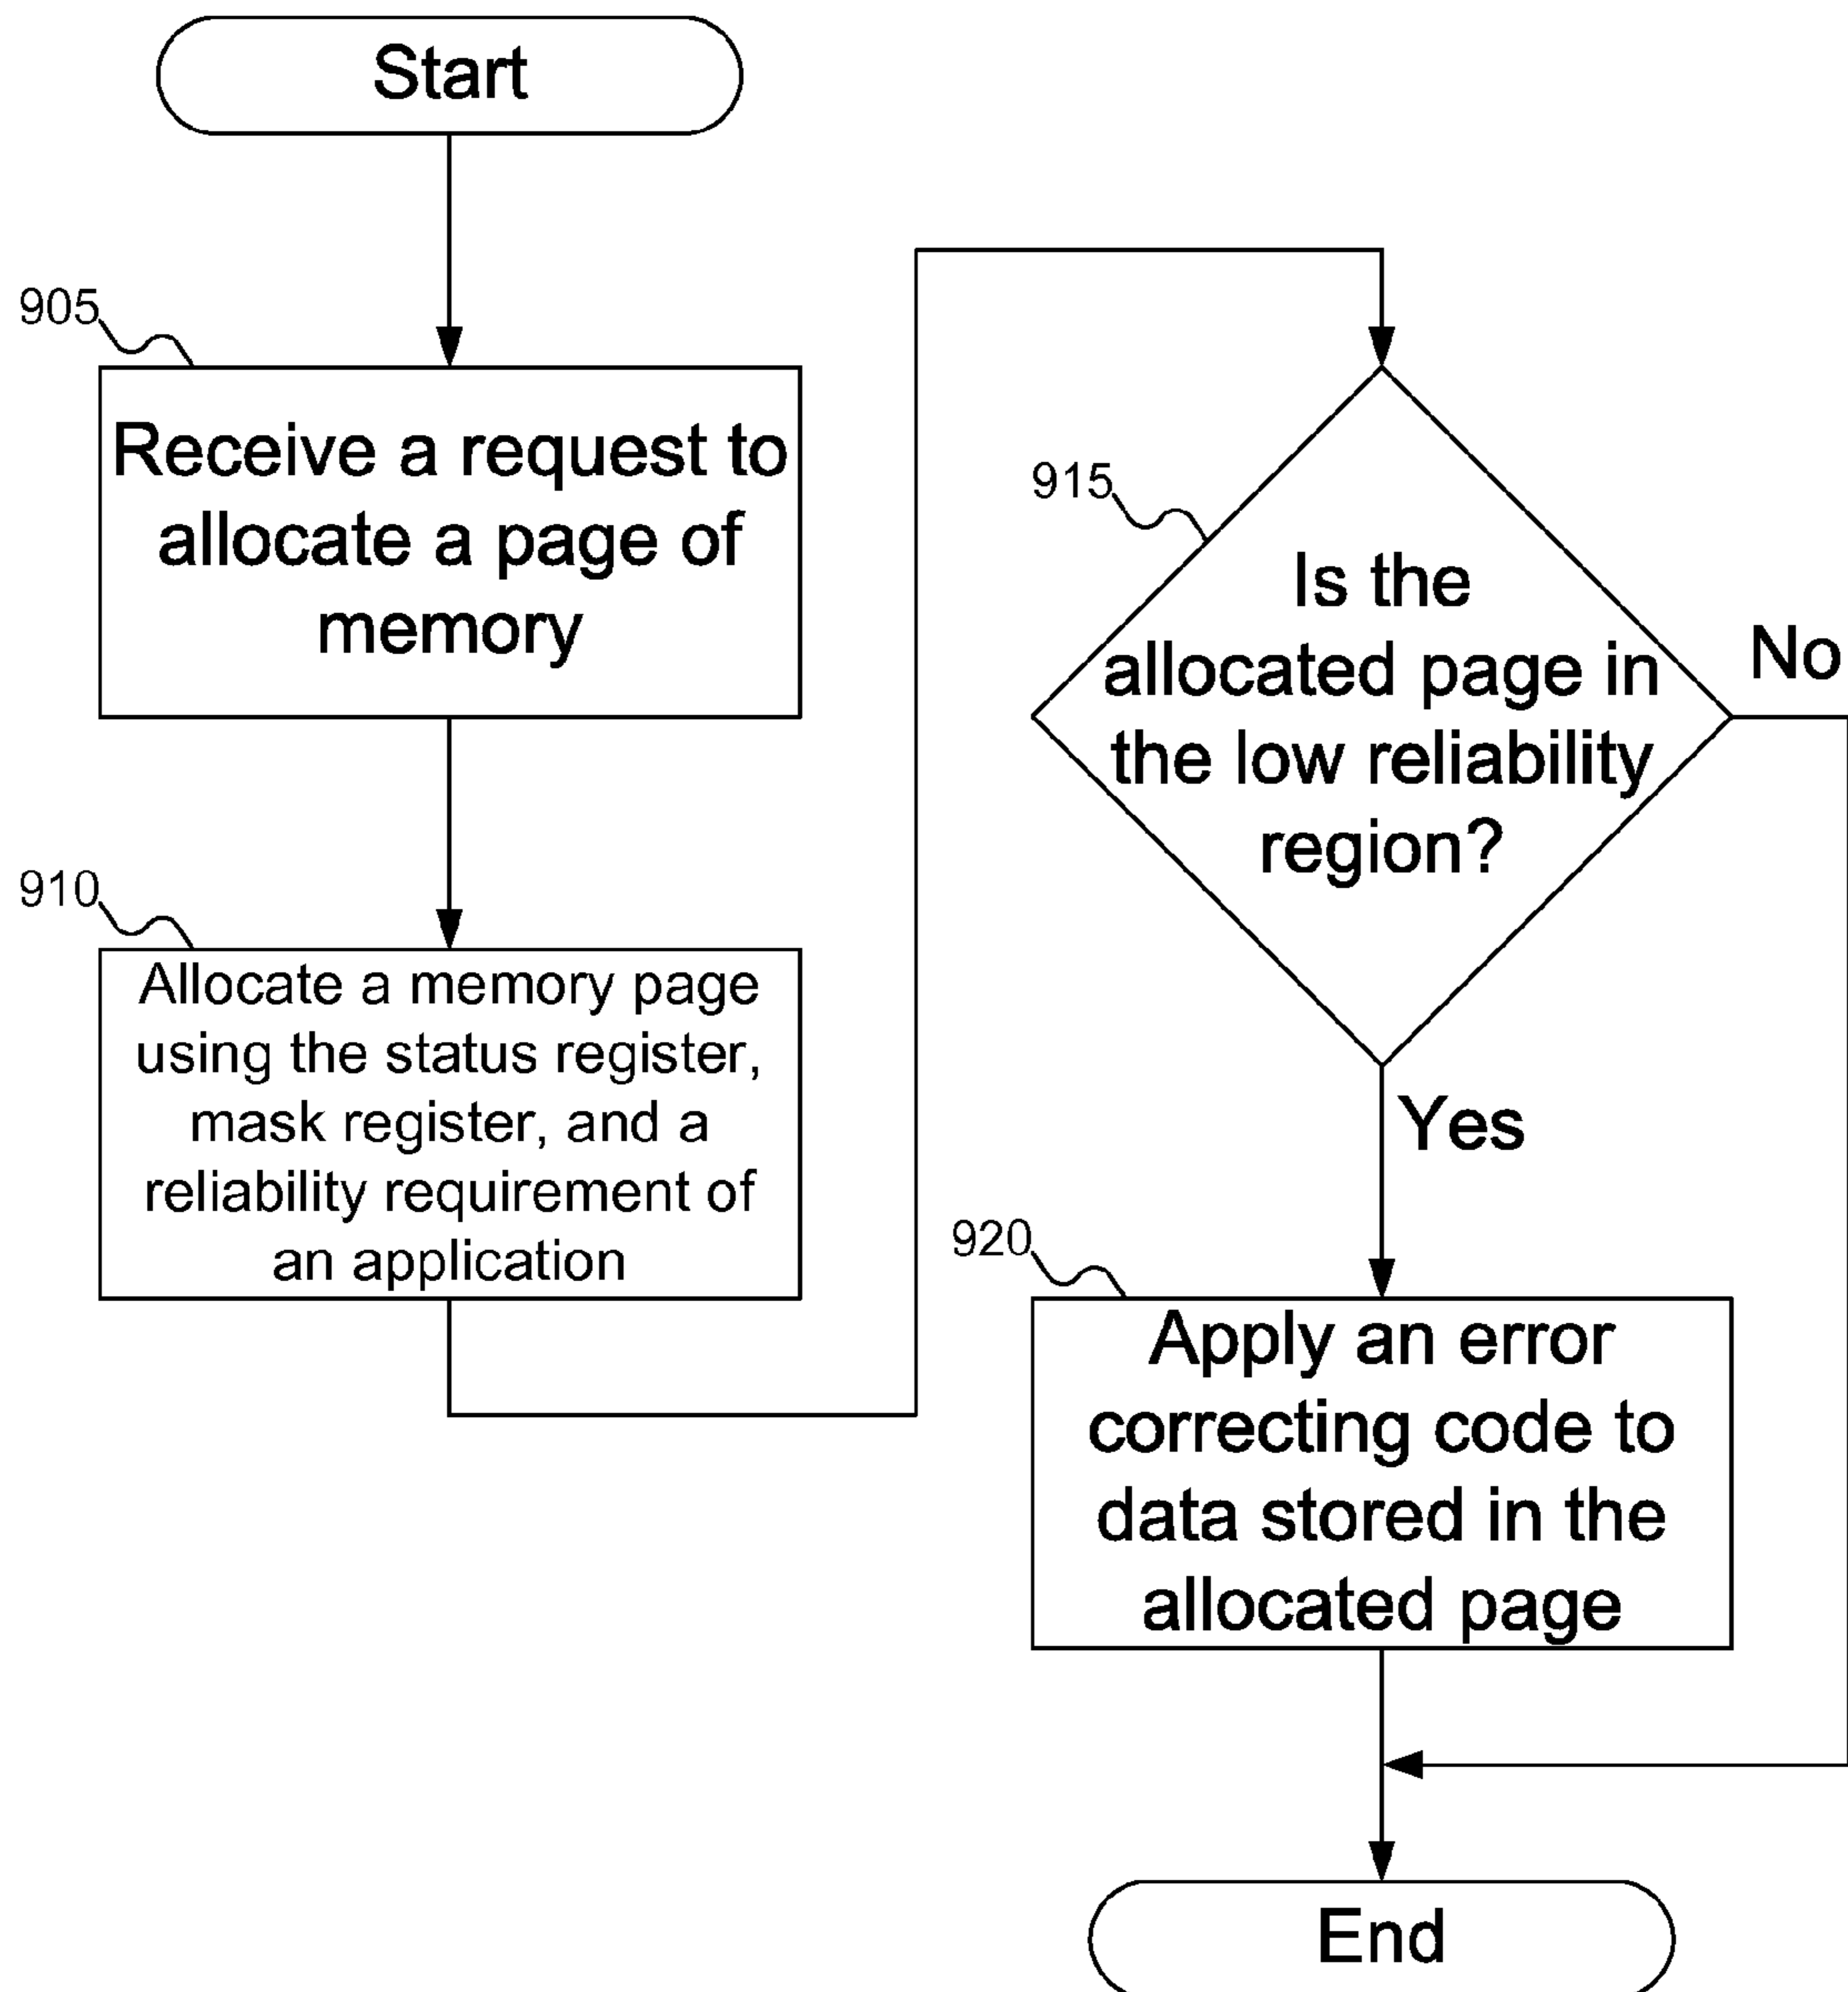 Start
905
Receive a request to
allocate a page of
memory
910
Allocate a memory page
using the status register,
mask register, and a
reliability requirement of
an application
915
Is the
allocated page in
the low reliability
region?
No
Yes
920
Apply an error
correcting code to
data stored in the
allocated page
End